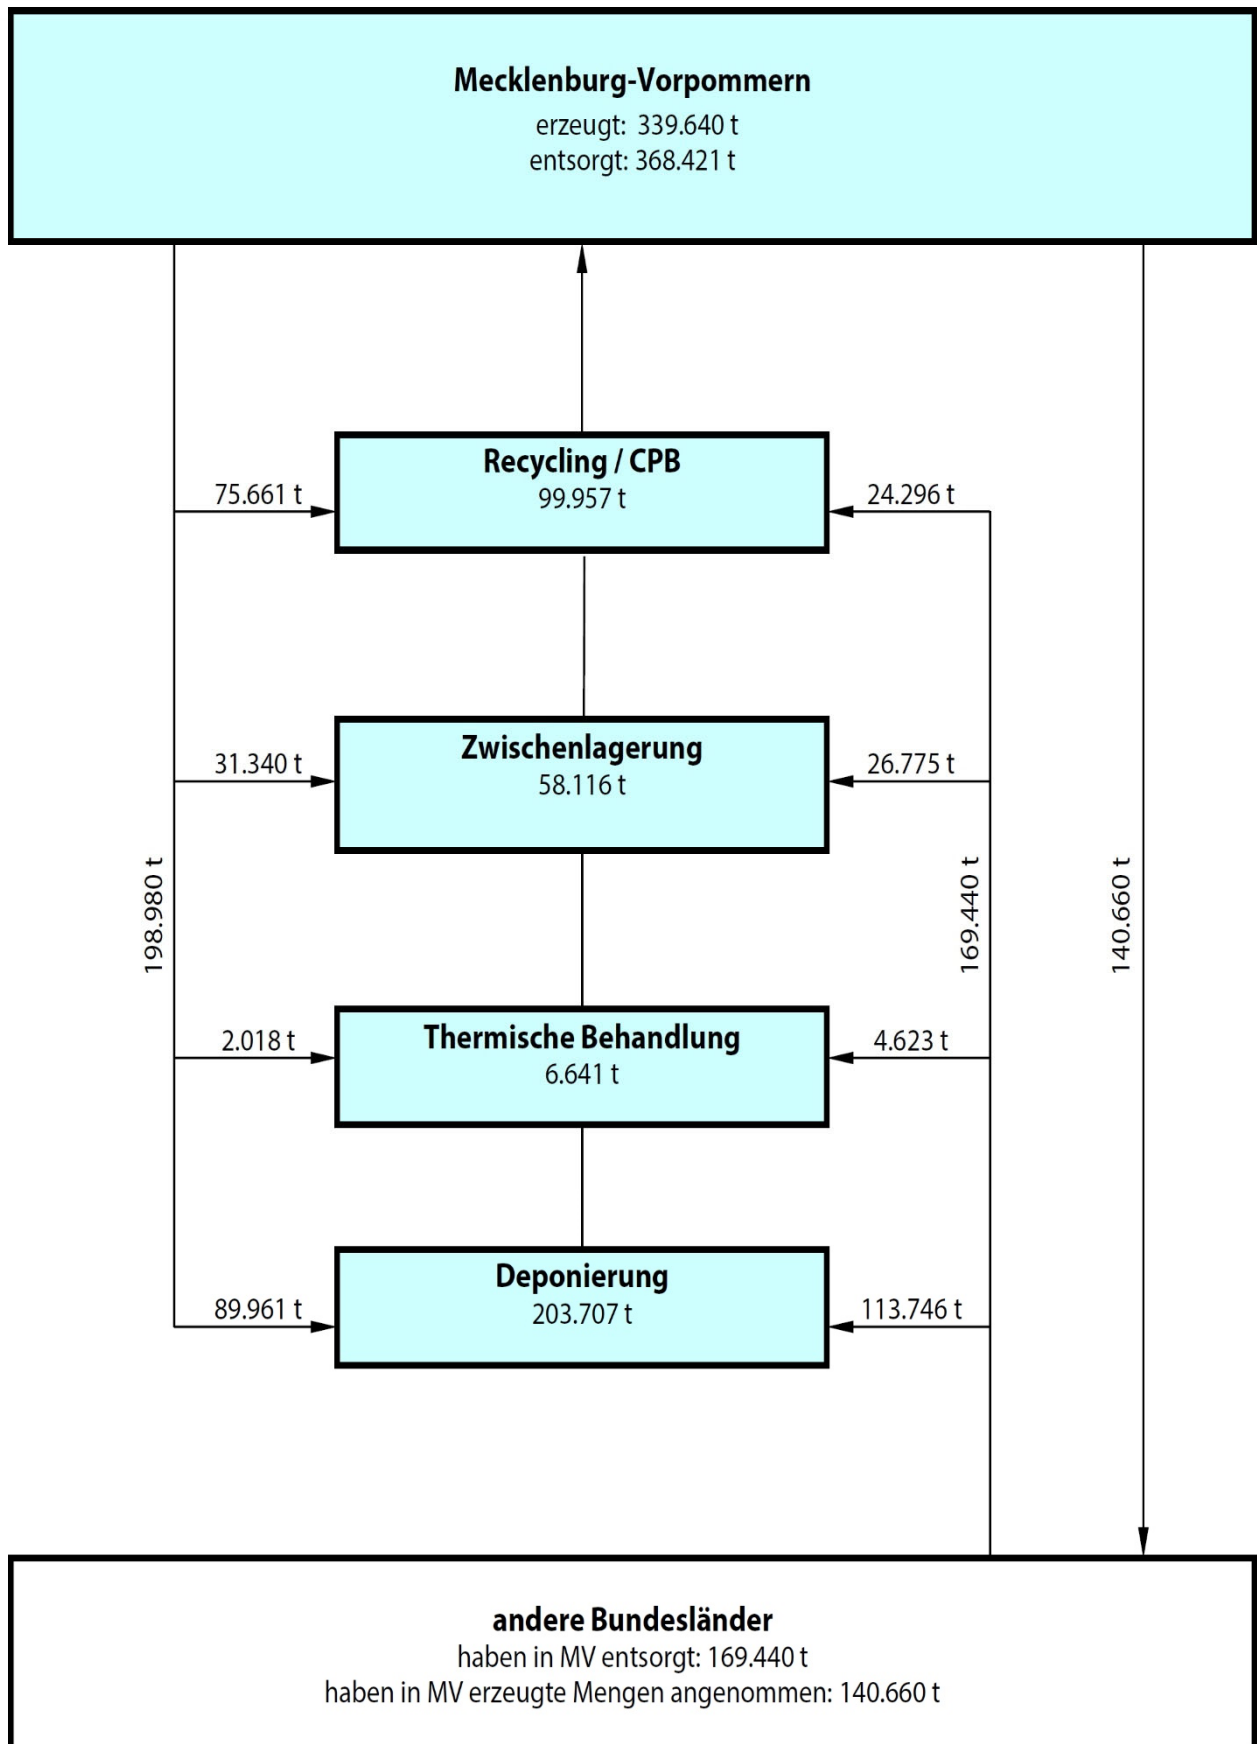 Mecklenburg-Vorpommern
erzeugt: 339.640 t
entsorgt: 368.421 t
Recycling / CPB
75.661 t
99.957 t
24.296 t
Zwischenlagerung
31.340 t
58.116 t
26.775 t
198.980 t
169.440 t
140.660 t
Thermische Behandlung
2.018 t
6.641 t
4.623 t
Deponierung
89.961 t
203.707 t
113.746 t
andere Bundesländer
haben in MV entsorgt: 169.440 t
haben in MV erzeugte Mengen angenommen: 140.660 t